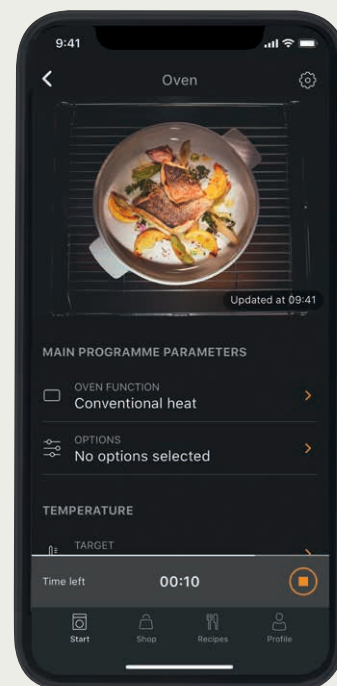 9:41
Oven
Updated at 09:41
MAIN PROGRAMME PARAMETERS
OVEN FUNCTION
Conventional heat
OPTIONS
No options selected
TEMPERATURE
TARGET
Time left 00:10
Start Shop Recipes Profile